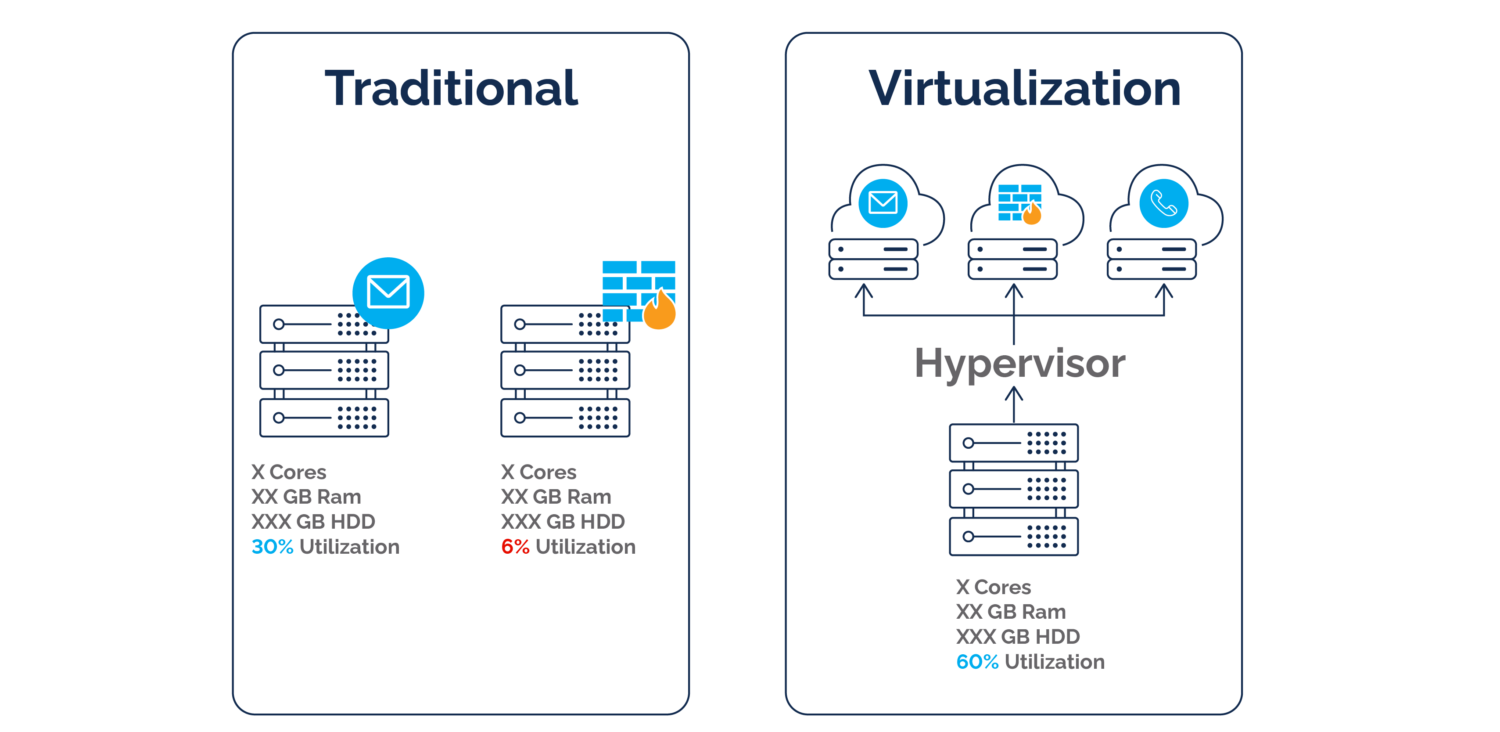 Traditional
X Cores
XX GB Ram
XXX GB HDD
30% Utilization
X Cores
XX GB Ram
XXX GB HDD
6% Utilization
Virtualization
Hypervisor
X Cores
XX GB Ram
XXX GB HDD
60% Utilization